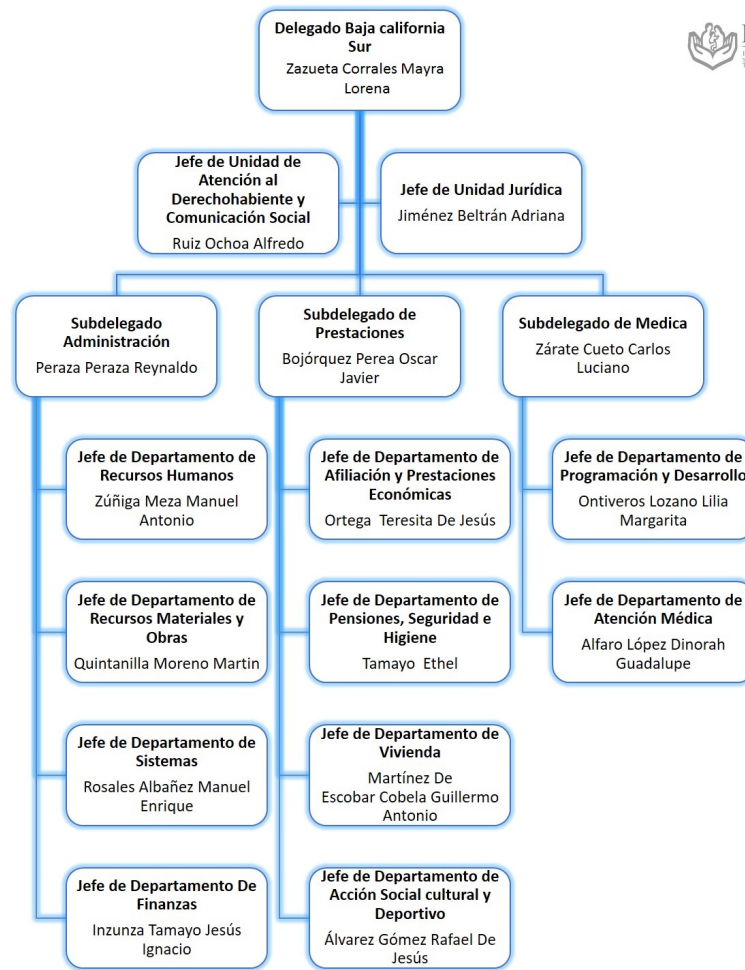 Delegado Baja california
Sur
Zazueta Corrales Mayra
Lorena
Jefe de Unidad de
Atención al
Derechohabiente y
Comunicación Social
Ruiz Ochoa Alfredo
Jefe de Unidad Jurídica
Jiménez Beltrán Adriana
Subdelegado
Administración
Peraza Peraza Reynaldo
Subdelegado de
Prestaciones
Bojórquez Perea Oscar
Javier
Subdelegado de Medica
Zárate Cueto Carlos
Luciano
Jefe de Departamento de
Recursos Humanos
Zúñiga Meza Manuel
Antonio
Jefe de Departamento de
Afiliación y Prestaciones
Económicas
Ortega  Teresita De Jesús
Jefe de Departamento de
Programación y Desarrollo
Ontiveros Lozano Lilia
Margarita
Jefe de Departamento de
Recursos Materiales y
Obras
Quintanilla Moreno Martin
Jefe de Departamento de
Pensiones, Seguridad e
Higiene
Tamayo  Ethel
Jefe de Departamento de
Atención Médica
Alfaro López Dinorah
Guadalupe
Jefe de Departamento de
Sistemas
Rosales Albañez Manuel
Enrique
Jefe de Departamento de
Vivienda
Martínez De
Escobar Cobela Guillermo
Antonio
Jefe de Departamento De
Finanzas
Inzunza Tamayo Jesús
Ignacio
Jefe de Departamento de
Acción Social cultural y
Deportivo
Álvarez Gómez Rafael De
Jesús